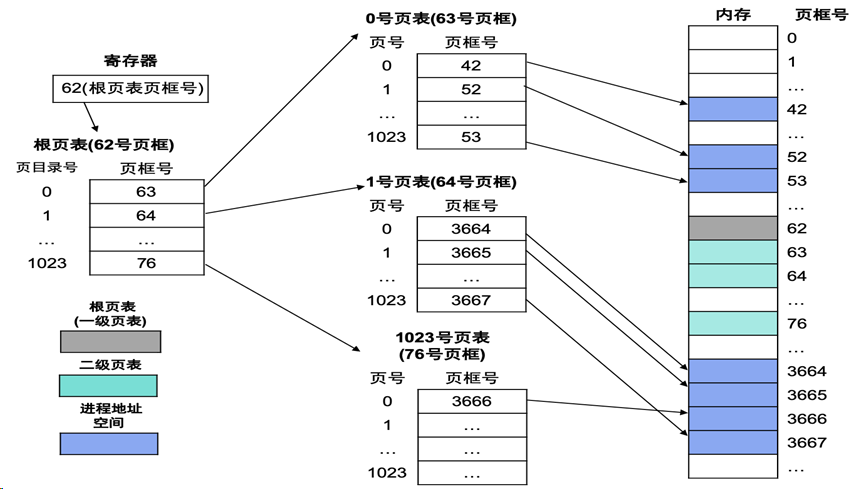 寄存器
62(根页表页框号)
根页表(62号页框)
页目录号 页框号
0 63
1 64
... ...
1023 76
根页表
(一级页表)
二级页表
进程地址
空间
0号页表(63号页框)
页号 页框号
0 42
1 52
... ...
1023 53
1号页表(64号页框)
页号 页框号
0 3664
1 3665
... ...
1023 3667
1023号页表
(76号页框)
页号 页框号
0 3666
1 ...
... ...
1023 ...
内存 页框号
0
1
...
42
...
52
53
...
62
63
64
...
76
...
3664
3665
3666
3667
...